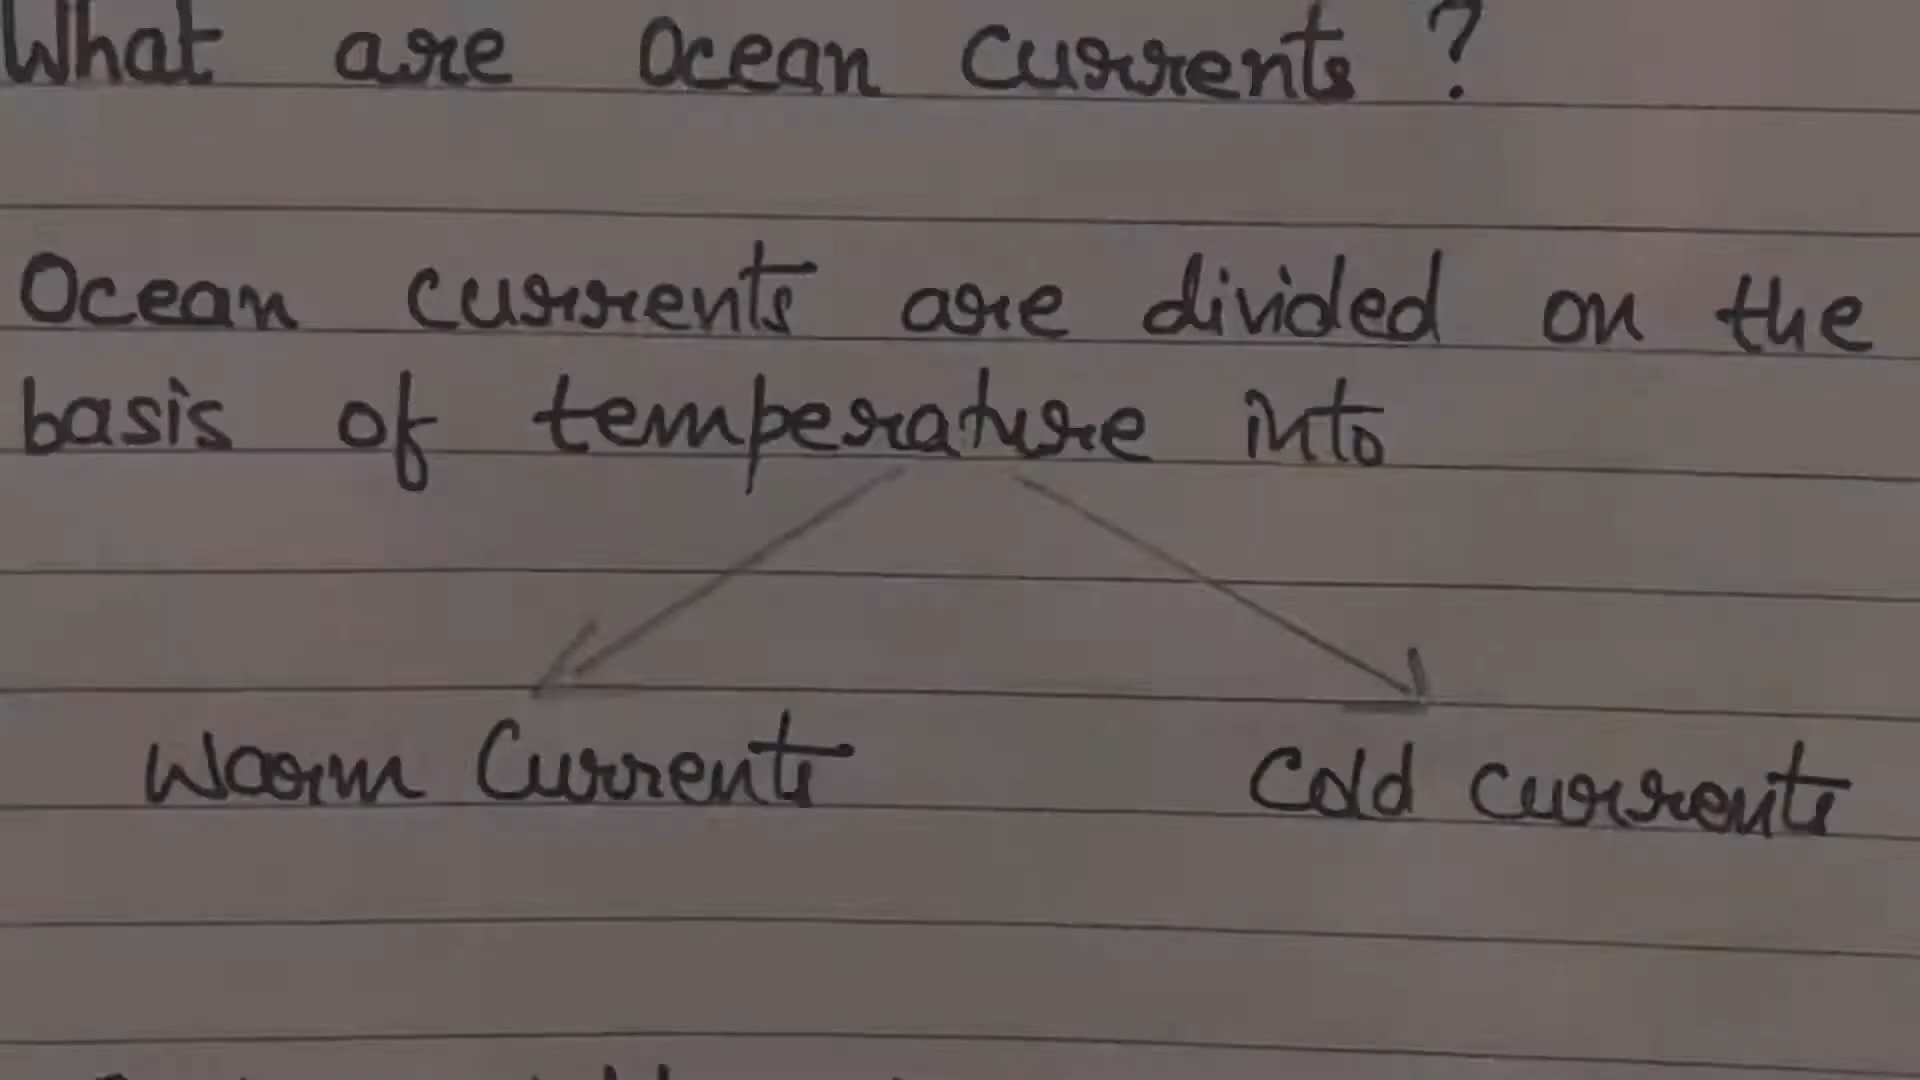 What are Ocean Currents ?
Ocean currents are divided on the
basis of temperature into
Warm Currents Cold currents